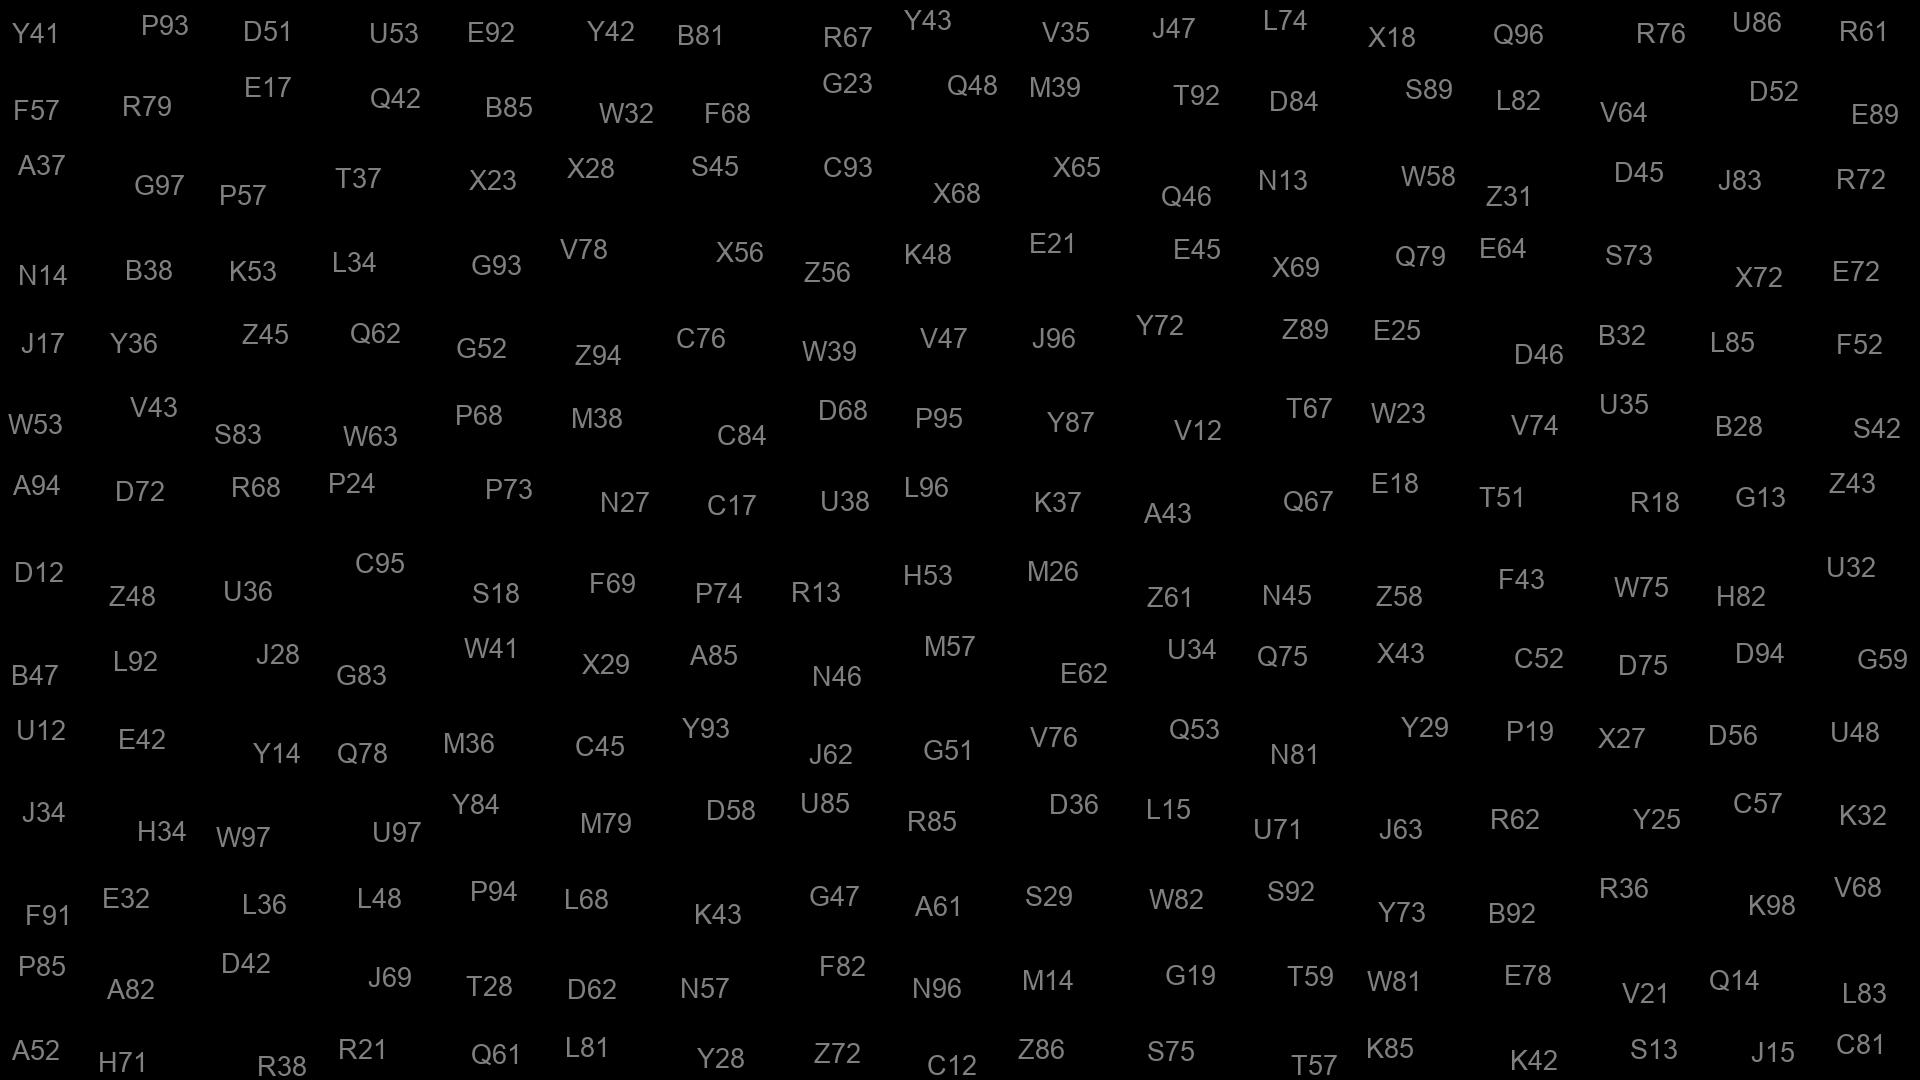 Y41 P93 D51 U53 E92 Y42 B81 R67 Y43 V35 J47 L74 X18 Q96 R76 U86 R61
F57 R79 E17 Q42 B85 W32 F68 G23 Q48 M39 T92 D84 S89 L82 V64 D52 E89
A37 G97 P57 T37 X23 X28 S45 C93 X68 X65 Q46 N13 W58 Z31 D45 J83 R72
N14 B38 K53 L34 G93 V78 X56 Z56 K48 E21 E45 X69 Q79 E64 S73 X72 E72
J17 Y36 Z45 Q62 G52 Z94 C76 W39 V47 J96 Y72 Z89 E25 D46 B32 L85 F52
W53 V43 S83 W63 P68 M38 C84 D68 P95 Y87 V12 T67 W23 V74 U35 B28 S42
A94 D72 R68 P24 P73 N27 C17 U38 L96 K37 A43 Q67 E18 T51 R18 G13 Z43
D12 Z48 U36 C95 S18 F69 P74 R13 H53 M26 Z61 N45 Z58 F43 W75 H82 U32
B47 L92 J28 G83 W41 X29 A85 N46 M57 E62 U34 Q75 X43 C52 D75 D94 G59
U12 E42 Y14 Q78 M36 C45 Y93 J62 G51 V76 Q53 N81 Y29 P19 X27 D56 U48
J34 H34 W97 U97 Y84 M79 D58 U85 R85 D36 L15 U71 J63 R62 Y25 C57 K32
F91 E32 L36 L48 P94 L68 K43 G47 A61 S29 W82 S92 Y73 B92 R36 K98 V68
P85 A82 D42 J69 T28 D62 N57 F82 N96 M14 G19 T59 W81 E78 V21 Q14 L83
A52 H71 R38 R21 Q61 L81 Y28 Z72 C12 Z86 S75 T57 K85 K42 S13 J15 C81